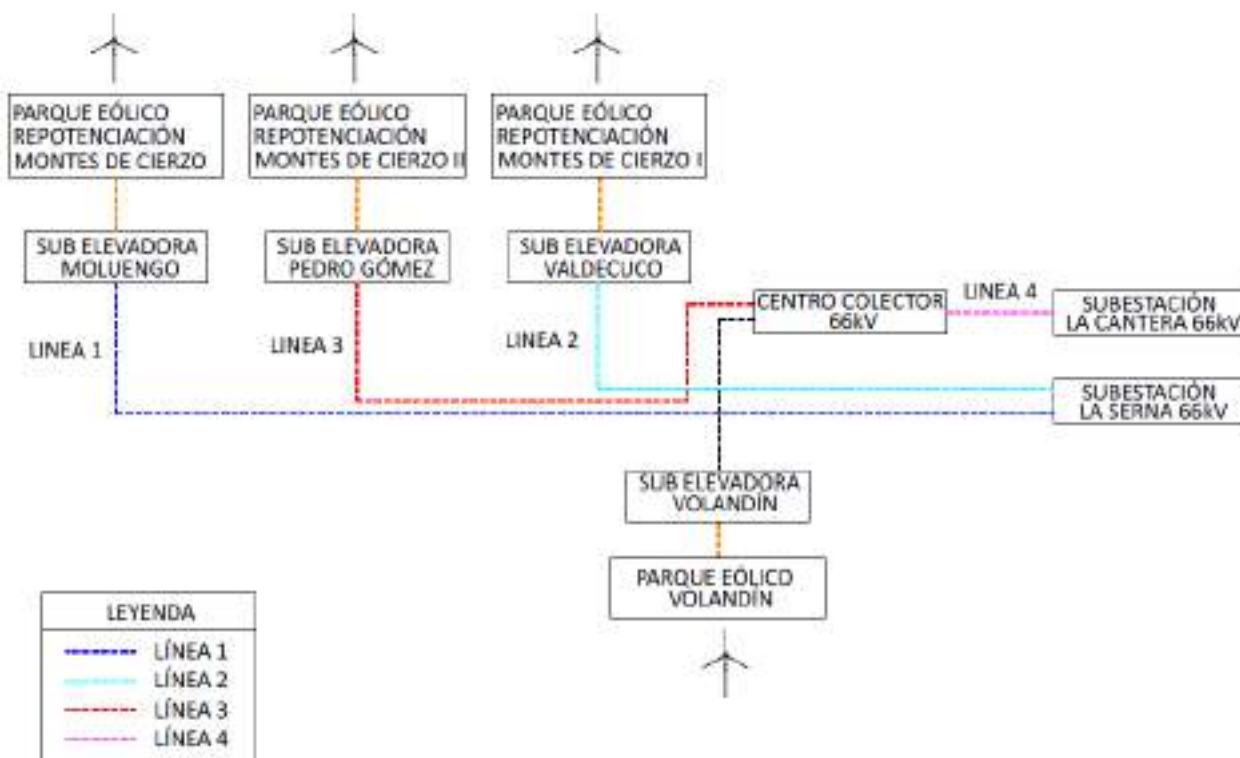 PARQUE EÓLICO
REPOTENCIACIÓN
MONTES DE CIERZO
PARQUE EÓLICO
REPOTENCIACIÓN
MONTES DE CIERZO II
PARQUE EÓLICO
REPOTENCIACIÓN
MONTES DE CIERZO I
SUB ELEVADORA
MOLUENGO
SUB ELEVADORA
PEDRO GÓMEZ
SUB ELEVADORA
VALDECUCO
CENTRO COLECTOR
66kV
LINEA 4
SUBESTACIÓN
LA CANTERA 66kV
LINEA 1
LINEA 3
LINEA 2
SUBESTACIÓN
LA SERNA 66kV
SUB ELEVADORA
VOLANDÍN
PARQUE EÓLICO
VOLANDÍN
LEYENDA
LÍNEA 1
LÍNEA 2
LÍNEA 3
LÍNEA 4